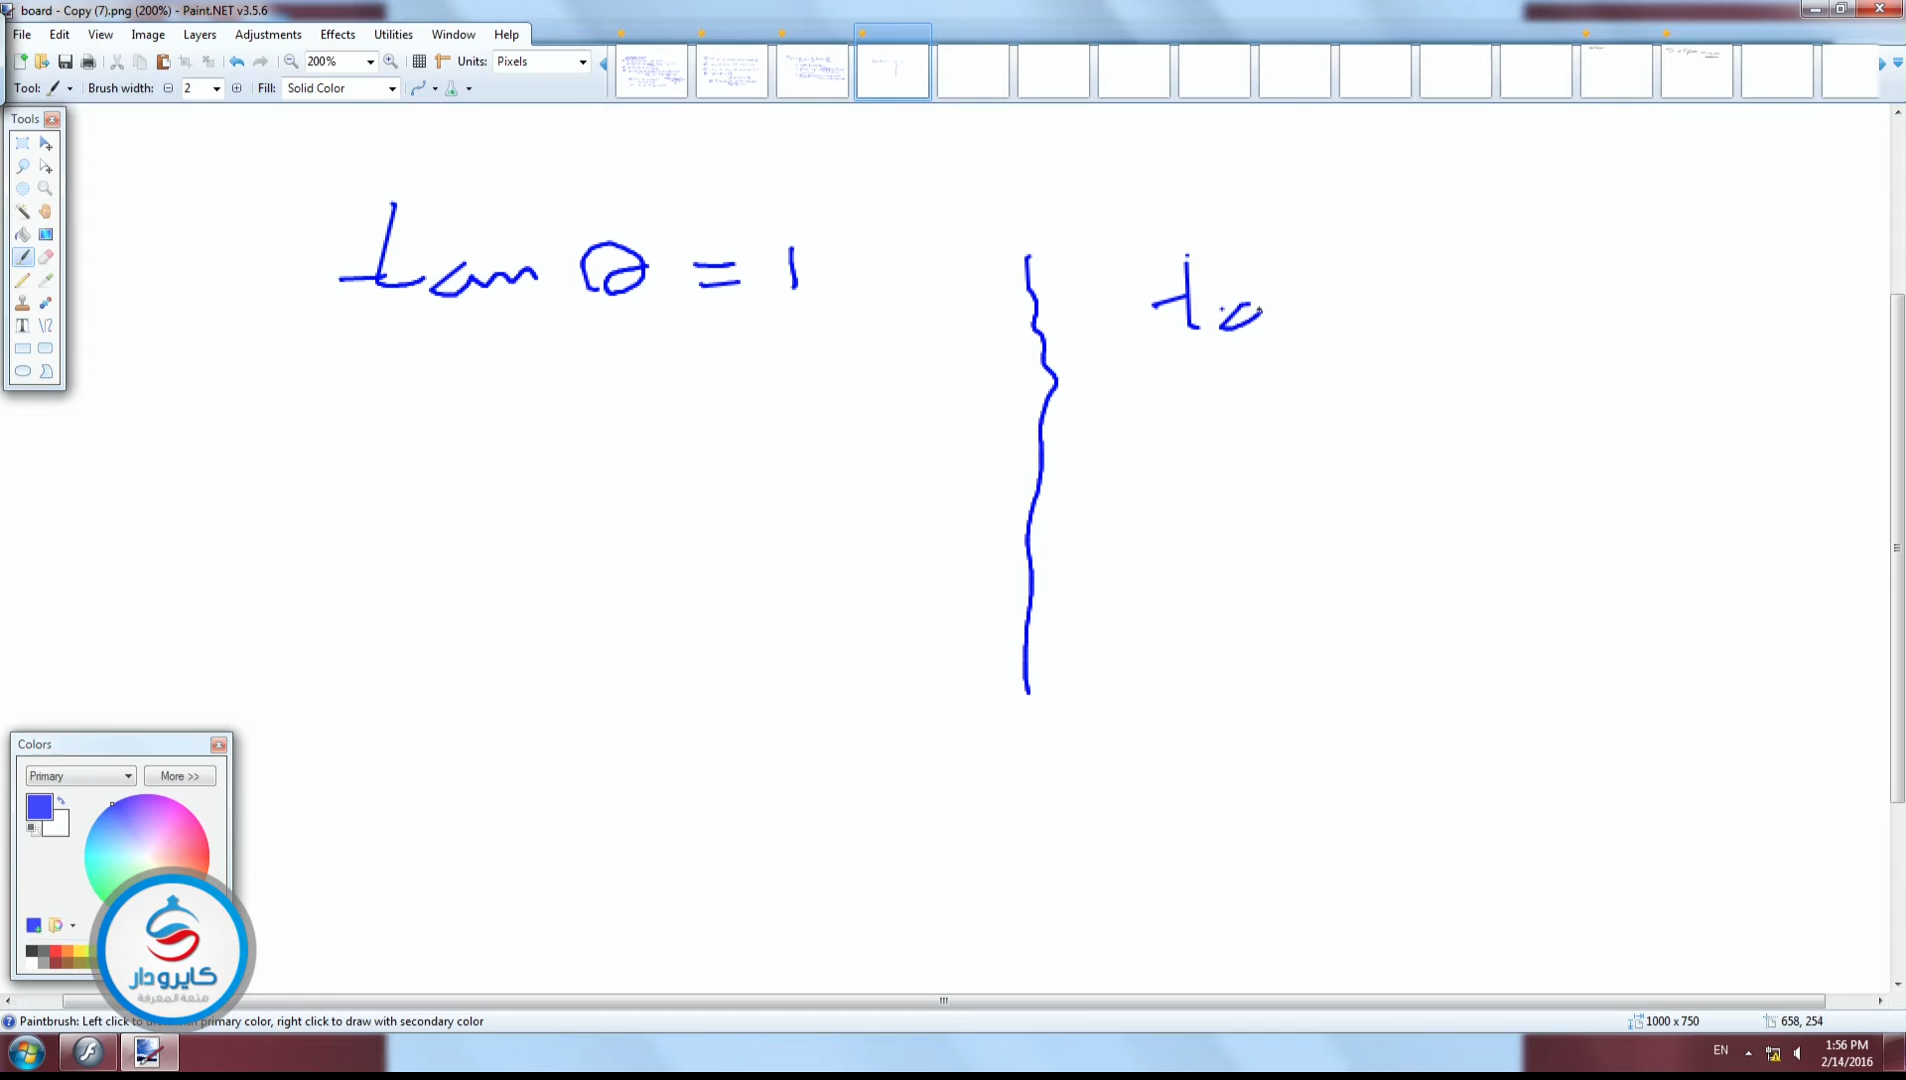 board - Copy (7).png (200%) - Paint.NET v3.5.6
File Edit View Image Layers Adjustments Effects Utilities Window Help
200% Units: Pixels
Tool: Brush width: 2 Fill: Solid Color
Tools
tan θ = 1
ta
Colors
Primary More >>
كايرودار
متعة المعرفة
Paintbrush: Left click to primary color, right click to draw with secondary color
1000 x 750 658, 254
EN 1:56 PM
2/14/2016